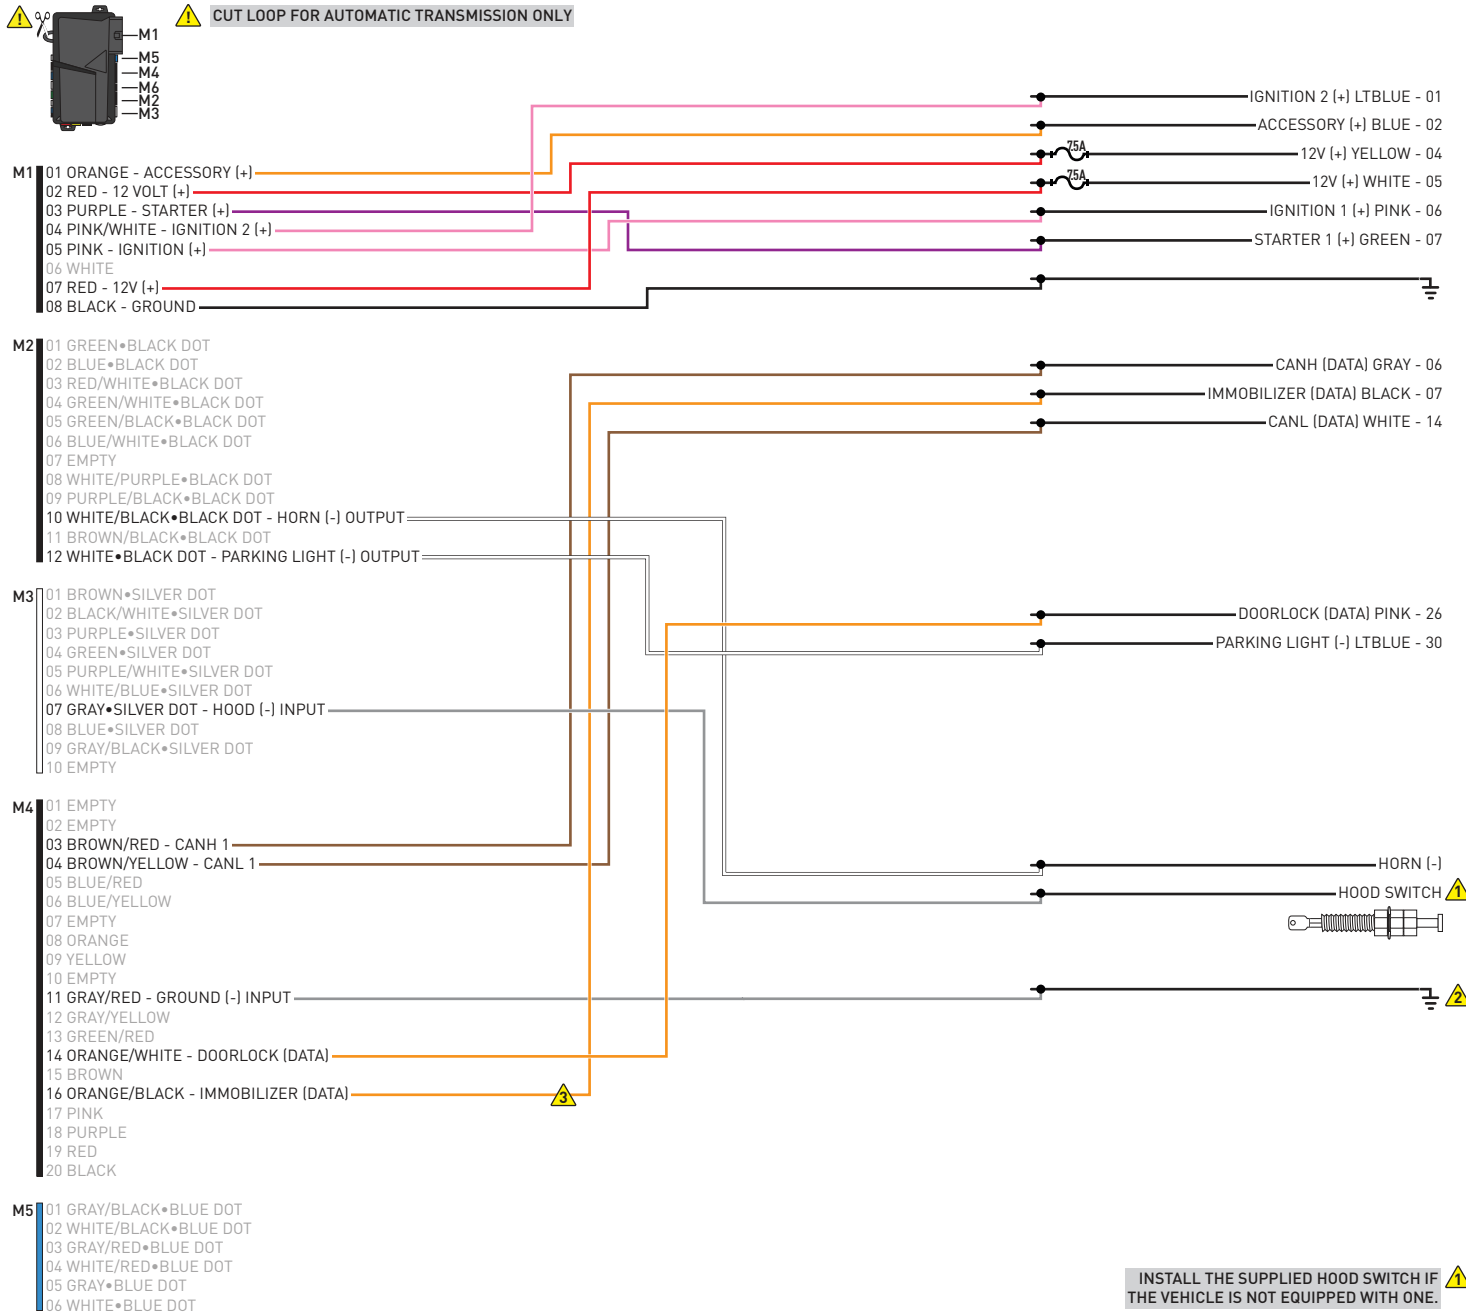 ! ! CUT LOOP FOR AUTOMATIC TRANSMISSION ONLY
M1
M5
M4
M6
M2
M3
IGNITION 2 (+) LTBLUE - 01
ACCESSORY (+) BLUE - 02
7.5A 12V (+) YELLOW - 04
7.5A 12V (+) WHITE - 05
IGNITION 1 (+) PINK - 06
STARTER 1 (+) GREEN - 07
M1 01 ORANGE - ACCESSORY (+)
02 RED - 12 VOLT (+)
03 PURPLE - STARTER (+)
04 PINK/WHITE - IGNITION 2 (+)
05 PINK - IGNITION (+)
06 WHITE
07 RED - 12V (+)
08 BLACK - GROUND
M2 01 GREEN•BLACK DOT
02 BLUE•BLACK DOT
03 RED/WHITE•BLACK DOT
04 GREEN/WHITE•BLACK DOT
05 GREEN/BLACK•BLACK DOT
06 BLUE/WHITE•BLACK DOT
07 EMPTY
08 WHITE/PURPLE•BLACK DOT
09 PURPLE/BLACK•BLACK DOT
10 WHITE/BLACK•BLACK DOT - HORN (-) OUTPUT
11 BROWN/BLACK•BLACK DOT
12 WHITE•BLACK DOT - PARKING LIGHT (-) OUTPUT
CANH (DATA) GRAY - 06
IMMOBILIZER (DATA) BLACK - 07
CANL (DATA) WHITE - 14
M3 01 BROWN•SILVER DOT
02 BLACK/WHITE•SILVER DOT
03 PURPLE•SILVER DOT
04 GREEN•SILVER DOT
05 PURPLE/WHITE•SILVER DOT
06 WHITE/BLUE•SILVER DOT
07 GRAY•SILVER DOT - HOOD (-) INPUT
08 BLUE•SILVER DOT
09 GRAY/BLACK•SILVER DOT
10 EMPTY
DOORLOCK (DATA) PINK - 26
PARKING LIGHT (-) LTBLUE - 30
M4 01 EMPTY
02 EMPTY
03 BROWN/RED - CANH 1
04 BROWN/YELLOW - CANL 1
05 BLUE/RED
06 BLUE/YELLOW
07 EMPTY
08 ORANGE
09 YELLOW
10 EMPTY
11 GRAY/RED - GROUND (-) INPUT
12 GRAY/YELLOW
13 GREEN/RED
14 ORANGE/WHITE - DOORLOCK (DATA)
15 BROWN
16 ORANGE/BLACK - IMMOBILIZER (DATA) 3
17 PINK
18 PURPLE
19 RED
20 BLACK
HORN (-)
HOOD SWITCH 1
2
M5 01 GRAY/BLACK•BLUE DOT
02 WHITE/BLACK•BLUE DOT
03 GRAY/RED•BLUE DOT
04 WHITE/RED•BLUE DOT
05 GRAY•BLUE DOT
06 WHITE•BLUE DOT
INSTALL THE SUPPLIED HOOD SWITCH IF 1
THE VEHICLE IS NOT EQUIPPED WITH ONE.